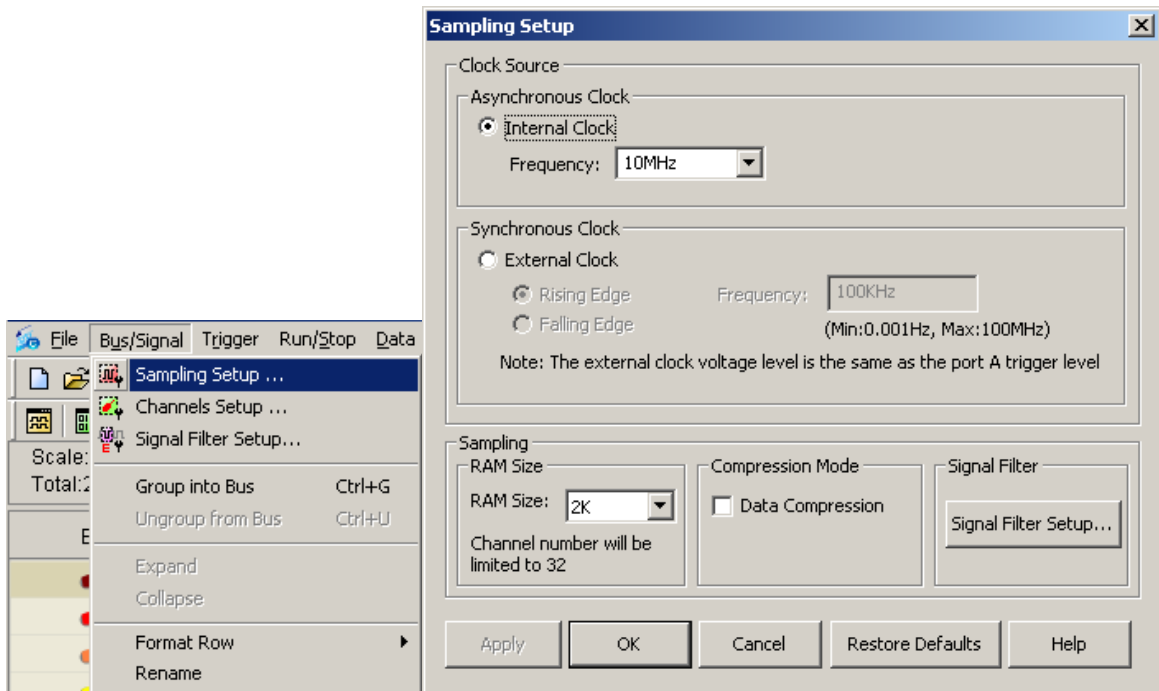 File Bus/Signal Trigger Run/Stop Data
Sampling Setup ...
Channels Setup ...
Signal Filter Setup...
Scale:
Total:2
Group into Bus Ctrl+G
Ungroup from Bus Ctrl+U
Expand
Collapse
Format Row
Rename
Sampling Setup
Clock Source
Asynchronous Clock
Internal Clock
Frequency: 10MHz
Synchronous Clock
External Clock
Rising Edge Frequency: 100KHz
Falling Edge (Min:0.001Hz, Max:100MHz)
Note: The external clock voltage level is the same as the port A trigger level
Sampling
RAM Size Compression Mode Signal Filter
RAM Size: 2K Data Compression Signal Filter Setup...
Channel number will be
limited to 32
Apply OK Cancel Restore Defaults Help